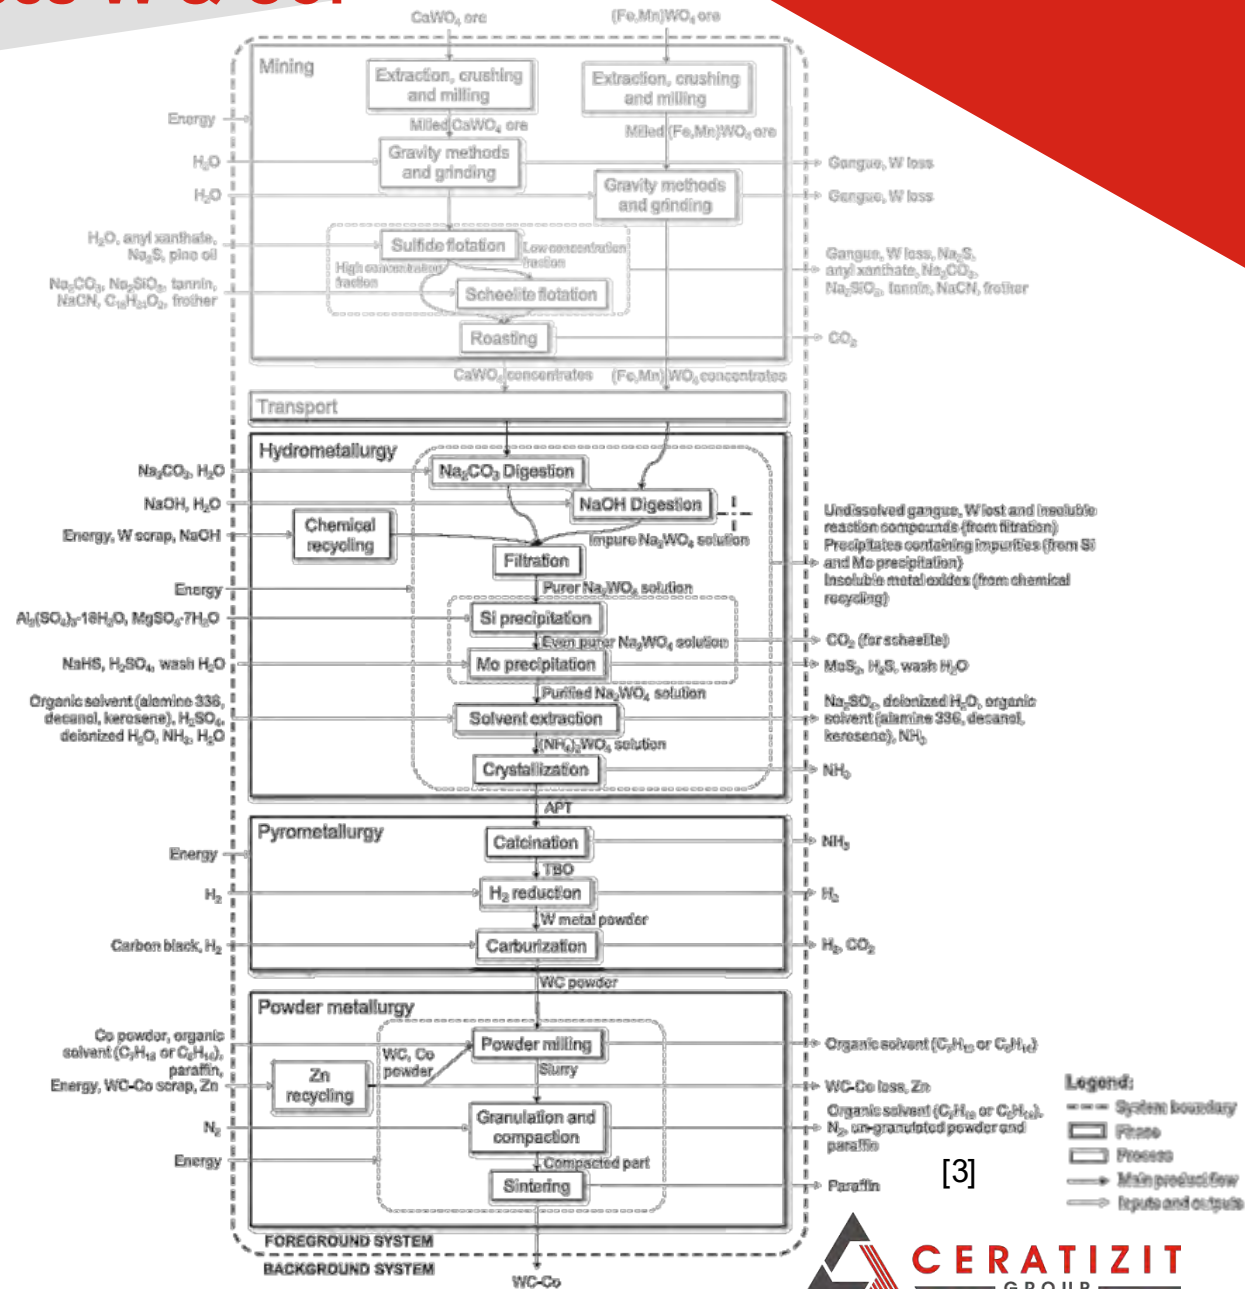 CaWO₄ ore
(Fe,Mn)WO₄ ore
Mining
Extraction, crushing
and milling
Extraction, crushing
and milling
Energy
Milled CaWO₄ ore
Milled (Fe,Mn)WO₄ ore
H₂O
Gravity methods
and grinding
Gangue, W loss
H₂O
Gravity methods
and grinding
Gangue, W loss
H₂O, anyl xanthate,
Na₂S, pine oil
Sulfide flotation
Low concentration
fraction
High concentration
fraction
Gangue, W loss, Na₂S,
anyl xanthate, Na₂CO₃,
Na₂SiO₃, tannin, NaCN, frother
Na₂CO₃, Na₂SiO₃, tannin,
NaCN, C₁₈H₃₄O₂, frother
Scheelite flotation
Roasting
CO₂
CaWO₄ concentrates
(Fe,Mn)WO₄ concentrates
Transport
Hydrometallurgy
Na₂CO₃, H₂O
Na₂CO₃ Digestion
NaOH, H₂O
NaOH Digestion
Energy, W scrap, NaOH
Chemical
recycling
Impure Na₂WO₄ solution
Filtration
Undissolved gangue, W lost and insoluble
reaction compounds (from filtration)
Precipitates containing impurities (from Si
and Mo precipitation)
Insoluble metal oxides (from chemical
recycling)
Energy
Purer Na₂WO₄ solution
Al₂(SO₄)₃·18H₂O, MgSO₄·7H₂O
Si precipitation
Even purer Na₂WO₄ solution
CO₂ (for scheelite)
NaHS, H₂SO₄, wash H₂O
Mo precipitation
MoS₃, H₂S, wash H₂O
Purified Na₂WO₄ solution
Organic solvent (alamine 336,
decanol, kerosene), H₂SO₄,
deionized H₂O, NH₃, H₂O
Solvent extraction
Na₂SO₄, deionized H₂O, organic
solvent (alamine 336, decanol,
kerosene), NH₃
(NH₄)₂WO₄ solution
Crystallization
NH₃
APT
Pyrometallurgy
Energy
Calcination
NH₃
TBO
H₂
H₂ reduction
H₂
W metal powder
Carbon black, H₂
Carburization
H₂, CO₂
WC powder
Powder metallurgy
Co powder, organic
solvent (C₇H₁₆ or C₆H₁₄),
paraffin,
Energy, WC-Co scrap, Zn
Zn
recycling
WC, Co
powder
Powder milling
Organic solvent (C₇H₁₆ or C₆H₁₄)
Slurry
WC-Co loss, Zn
N₂
Granulation and
compaction
Organic solvent (C₇H₁₆ or C₆H₁₄),
N₂, un-granulated powder and
paraffin
Energy
Compacted part
Sintering
Paraffin
[3]
Legend:
System boundary
Phase
Process
Main product flow
Inputs and outputs
FOREGROUND SYSTEM
BACKGROUND SYSTEM
WC-Co
CERATIZIT
GROUP